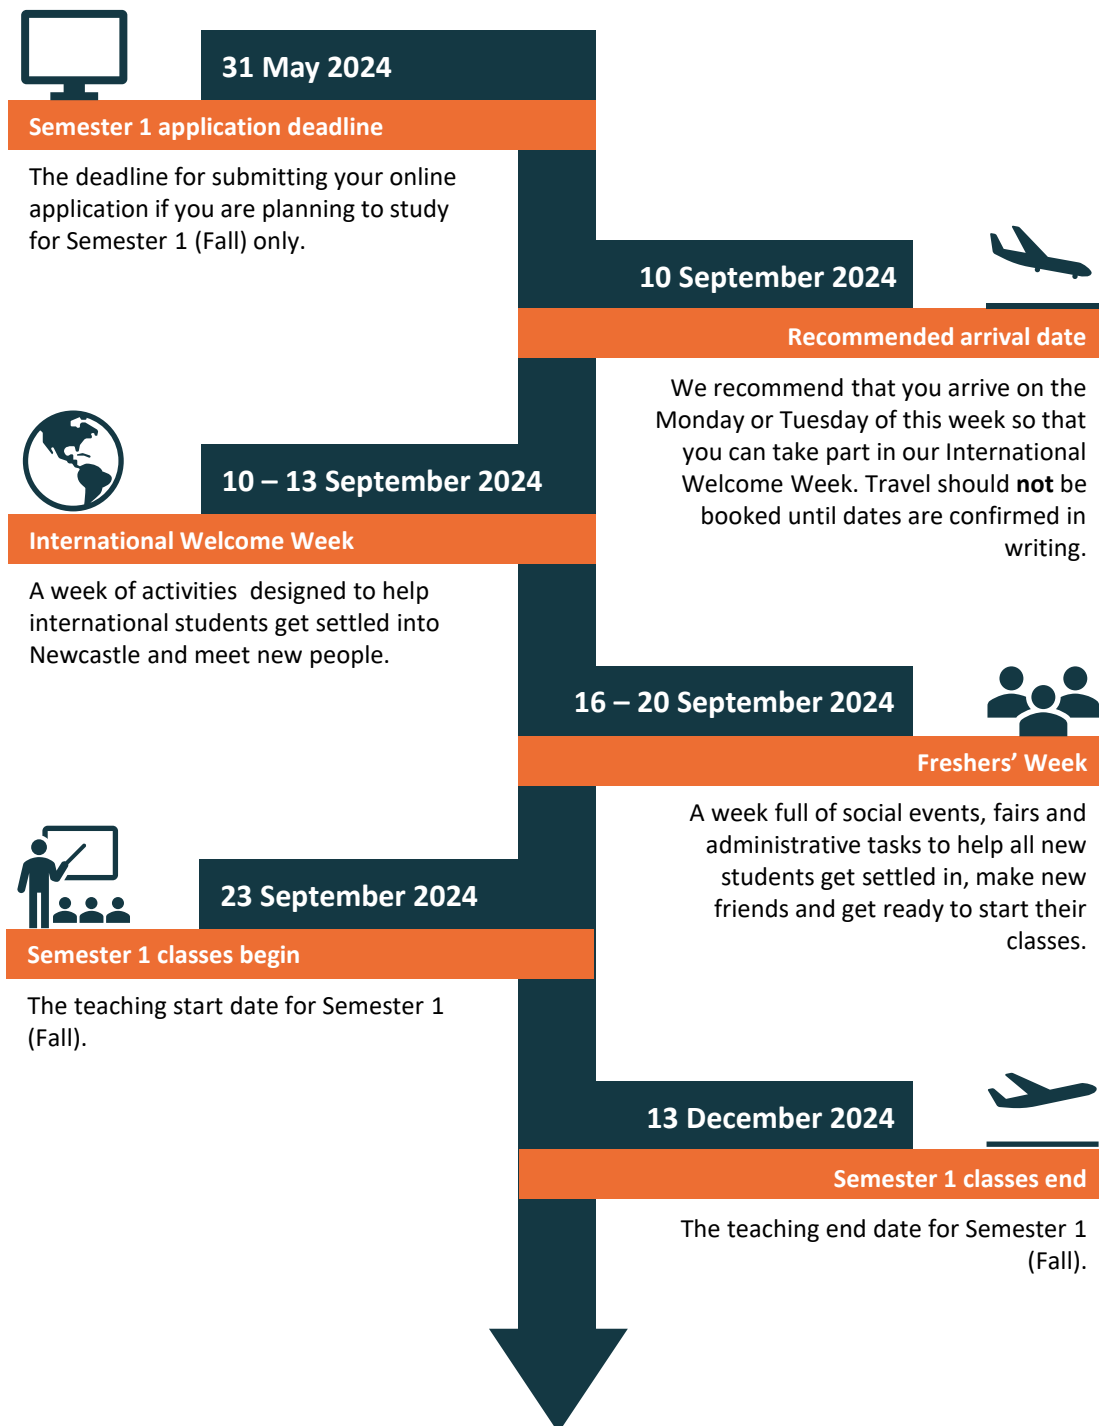 31 May 2024
Semester 1 application deadline
The deadline for submitting your online
application if you are planning to study
for Semester 1 (Fall) only.
10 September 2024
Recommended arrival date
We recommend that you arrive on the
Monday or Tuesday of this week so that
you can take part in our International
Welcome Week. Travel should not be
booked until dates are confirmed in
writing.
10 – 13 September 2024
International Welcome Week
A week of activities designed to help
international students get settled into
Newcastle and meet new people.
16 – 20 September 2024
Freshers’ Week
A week full of social events, fairs and
administrative tasks to help all new
students get settled in, make new
friends and get ready to start their
classes.
23 September 2024
Semester 1 classes begin
The teaching start date for Semester 1
(Fall).
13 December 2024
Semester 1 classes end
The teaching end date for Semester 1
(Fall).